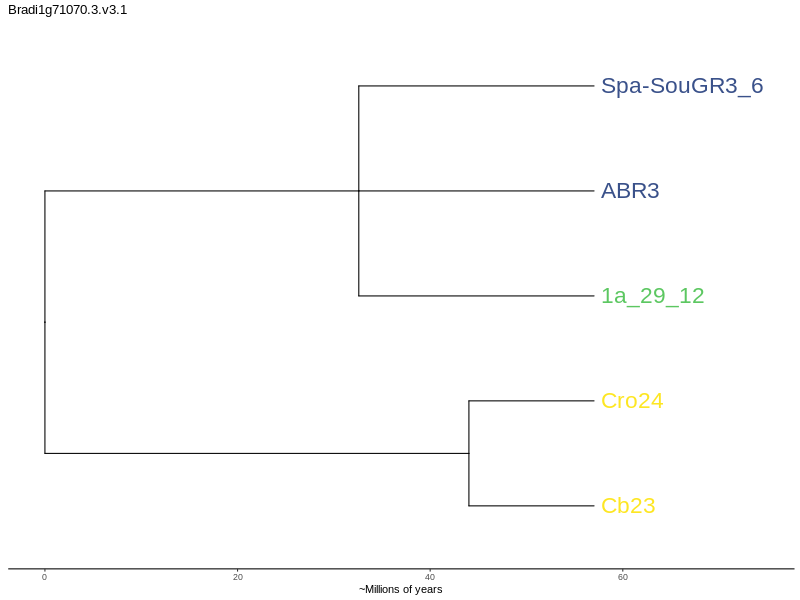 Bradi1g71070.3.v3.1
Spa-SouGR3_6
ABR3
1a_29_12
Cro24
Cb23
0 20 40 60
~Millions of years